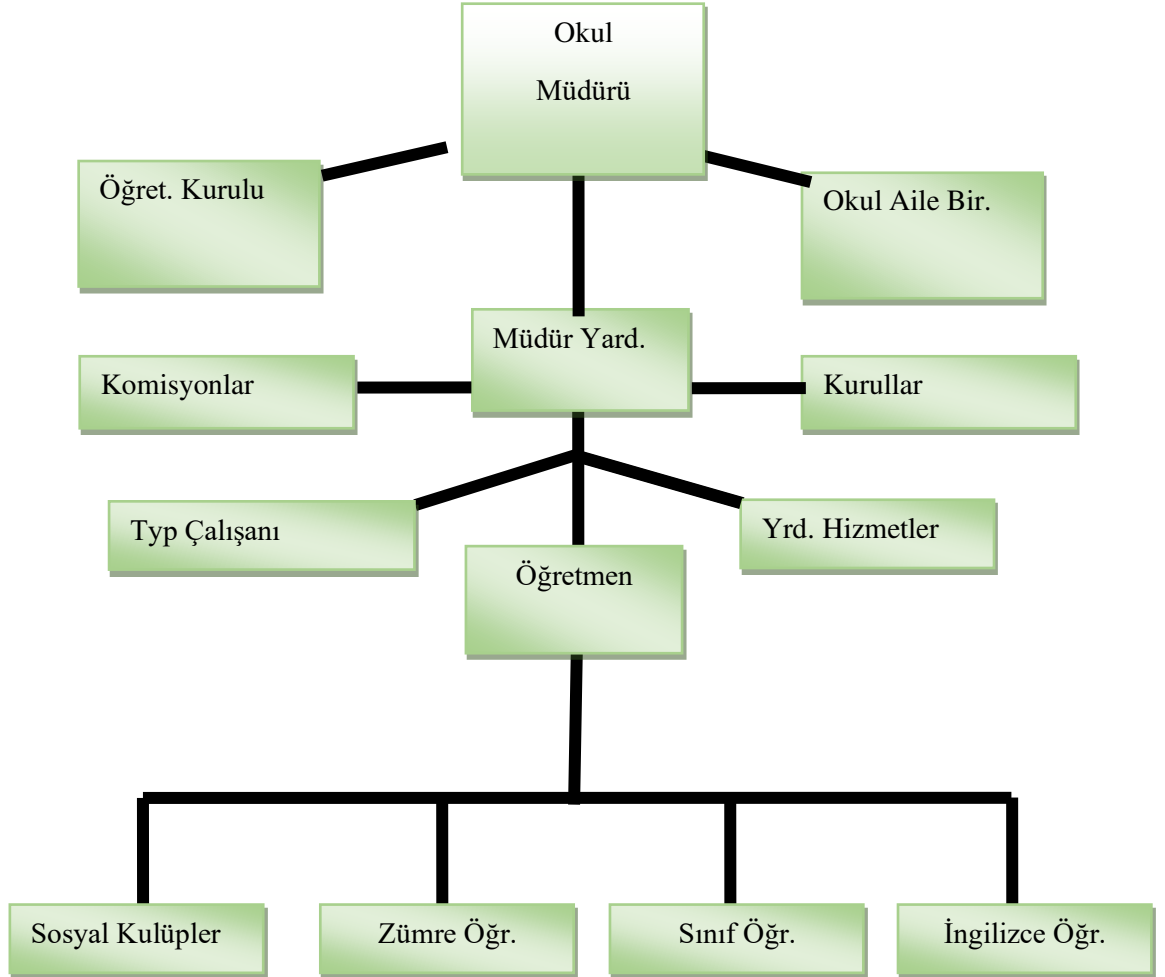 Okul
Müdürü
Öğret. Kurulu
Okul Aile Bir.
Müdür Yard.
Komisyonlar
Kurullar
Typ Çalışanı
Yrd. Hizmetler
Öğretmen
Sosyal Kulüpler
Zümre Öğr.
Sınıf Öğr.
İngilizce Öğr.